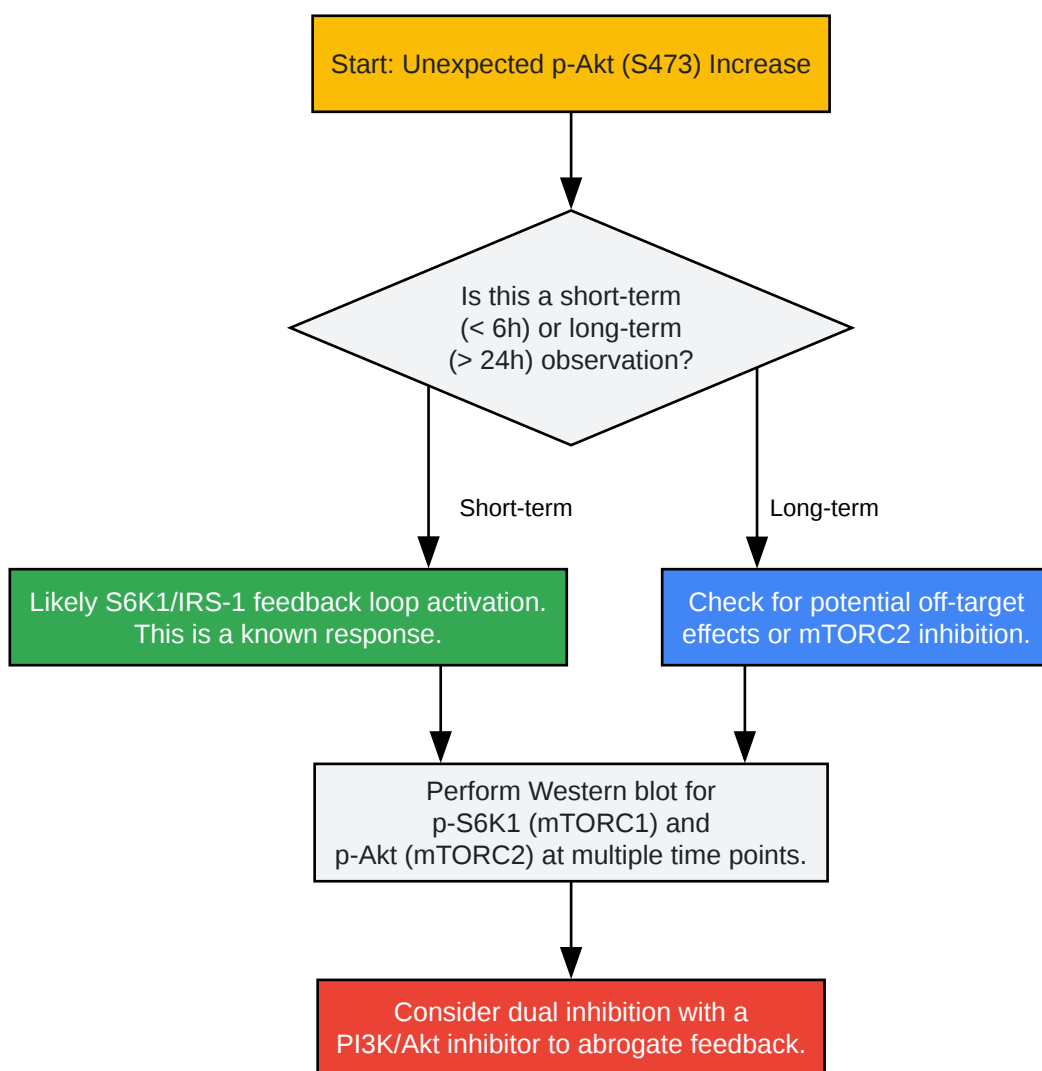 Start: Unexpected p-Akt (S473) Increase
Is this a short-term
(< 6h) or long-term
(> 24h) observation?
Short-term
Long-term
Likely S6K1/IRS-1 feedback loop activation.
This is a known response.
Check for potential off-target
effects or mTORC2 inhibition.
Perform Western blot for
p-S6K1 (mTORC1) and
p-Akt (mTORC2) at multiple time points.
Consider dual inhibition with a
PI3K/Akt inhibitor to abrogate feedback.